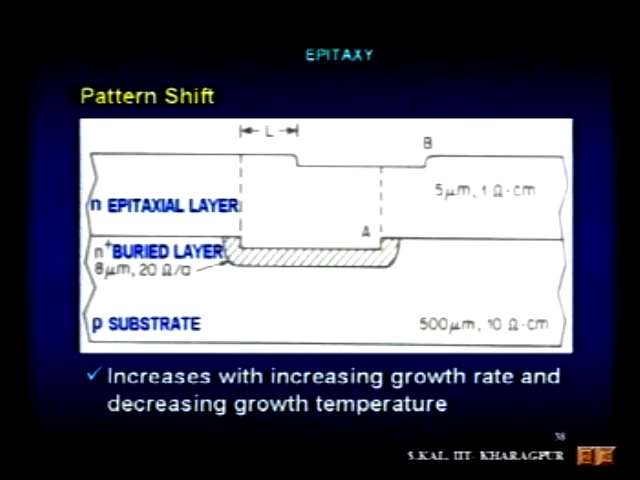 EPITAXY
Pattern Shift
L
B
n EPITAXIAL LAYER
5μm, 1 Ω-cm
A
n⁺BURIED LAYER
8μm, 20 Ω/□
p SUBSTRATE
500μm, 10 Ω-cm
✓ Increases with increasing growth rate and
decreasing growth temperature
38
S.KAL, IIT- KHARAGPUR